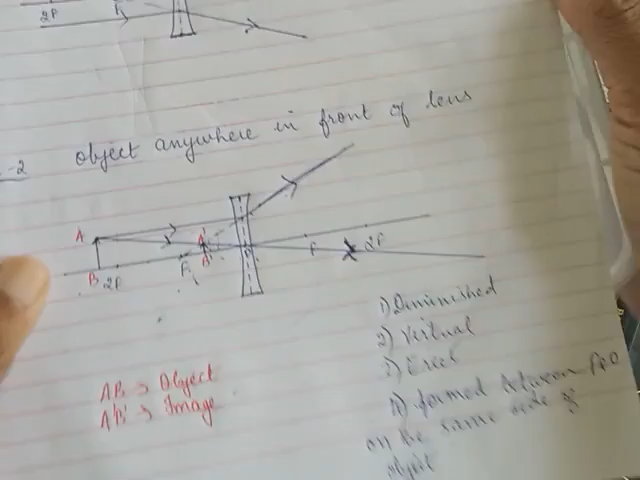 2F
F
-2 object anywhere in front of lens
A
A'
B
2F
F
B'
F
2F
1) Diminished
2) Virtual
3) Erect
4) formed between F & O
on the same side of
object
AB → Object
A'B' → Image